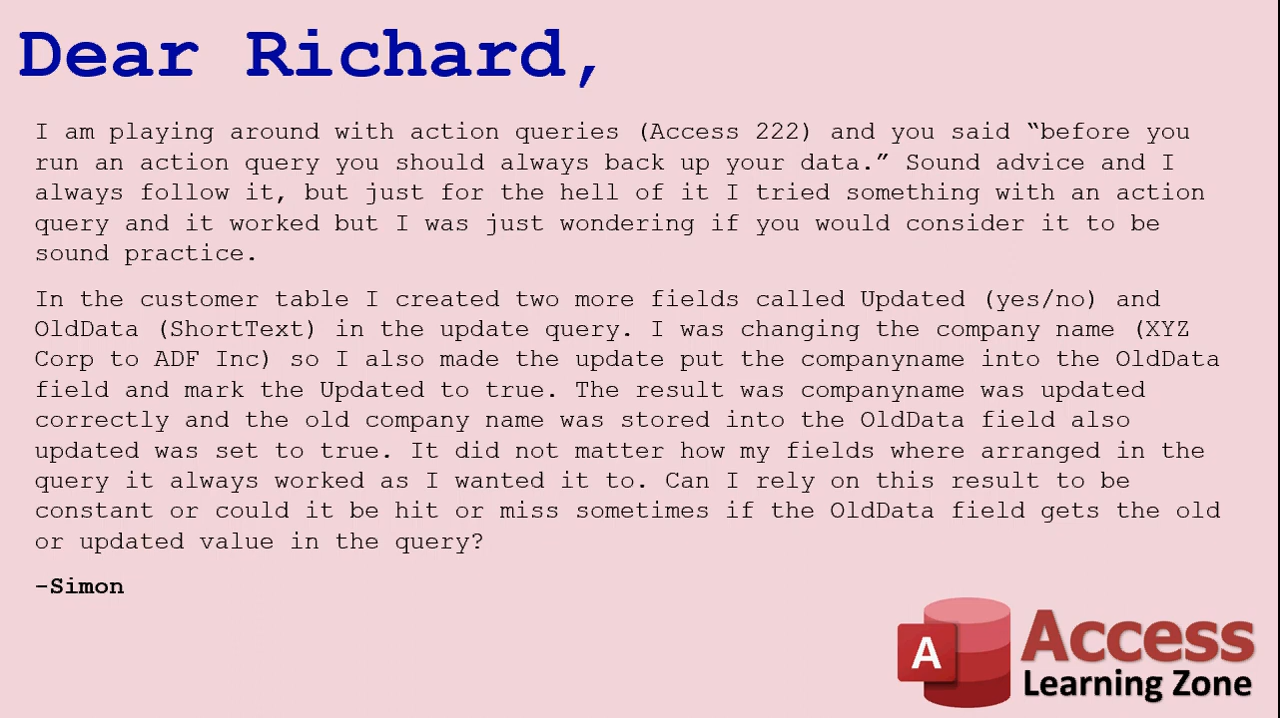 Dear Richard,
I am playing around with action queries (Access 222) and you said “before you
run an action query you should always back up your data.” Sound advice and I
always follow it, but just for the hell of it I tried something with an action
query and it worked but I was just wondering if you would consider it to be
sound practice.
In the customer table I created two more fields called Updated (yes/no) and
OldData (ShortText) in the update query. I was changing the company name (XYZ
Corp to ADF Inc) so I also made the update put the companyname into the OldData
field and mark the Updated to true. The result was companyname was updated
correctly and the old company name was stored into the OldData field also
updated was set to true. It did not matter how my fields where arranged in the
query it always worked as I wanted it to. Can I rely on this result to be
constant or could it be hit or miss sometimes if the OldData field gets the old
or updated value in the query?
–Simon
A
Access
Learning Zone